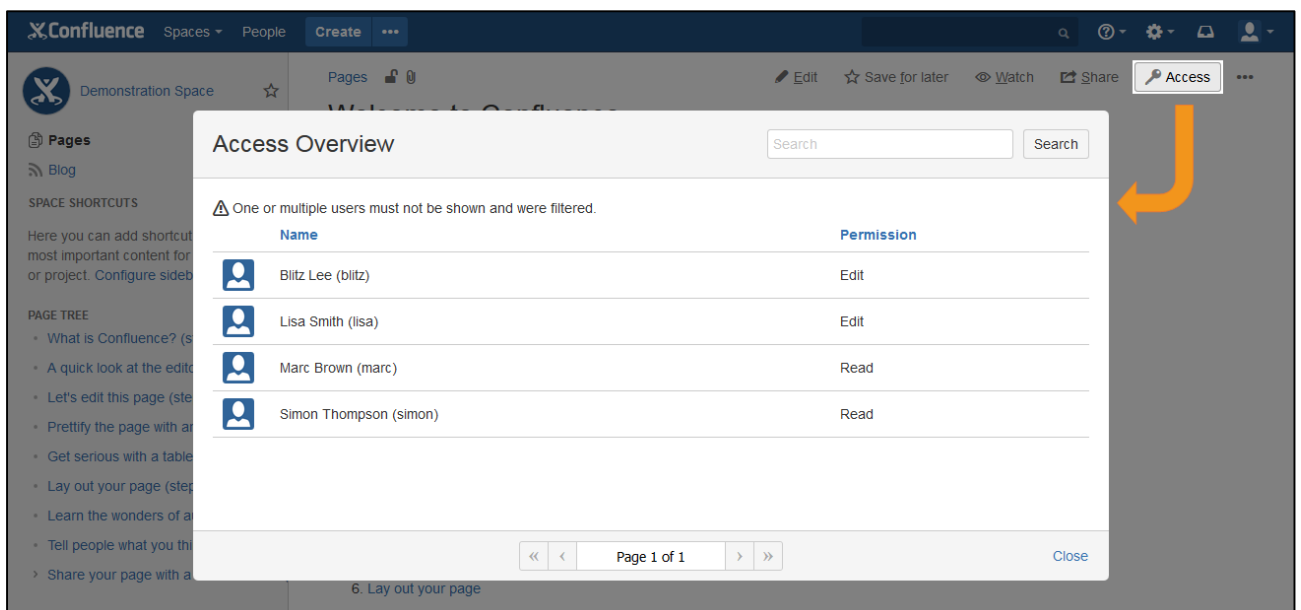 Confluence Spaces People Create •••
Demonstration Space
Pages
Edit Save for later Watch Share Access •••
Welcome to Confluence
Pages
Blog
SPACE SHORTCUTS
Here you can add shortcut
most important content for
or project. Configure sideb
PAGE TREE
• What is Confluence? (s
• A quick look at the edito
• Let's edit this page (ste
• Prettify the page with an
• Get serious with a table
• Lay out your page (step
• Learn the wonders of a
• Tell people what you thi
› Share your page with a
Access Overview
Search Search
One or multiple users must not be shown and were filtered.
Name Permission
Blitz Lee (blitz) Edit
Lisa Smith (lisa) Edit
Marc Brown (marc) Read
Simon Thompson (simon) Read
« ‹ Page 1 of 1 › »
Close
6. Lay out your page